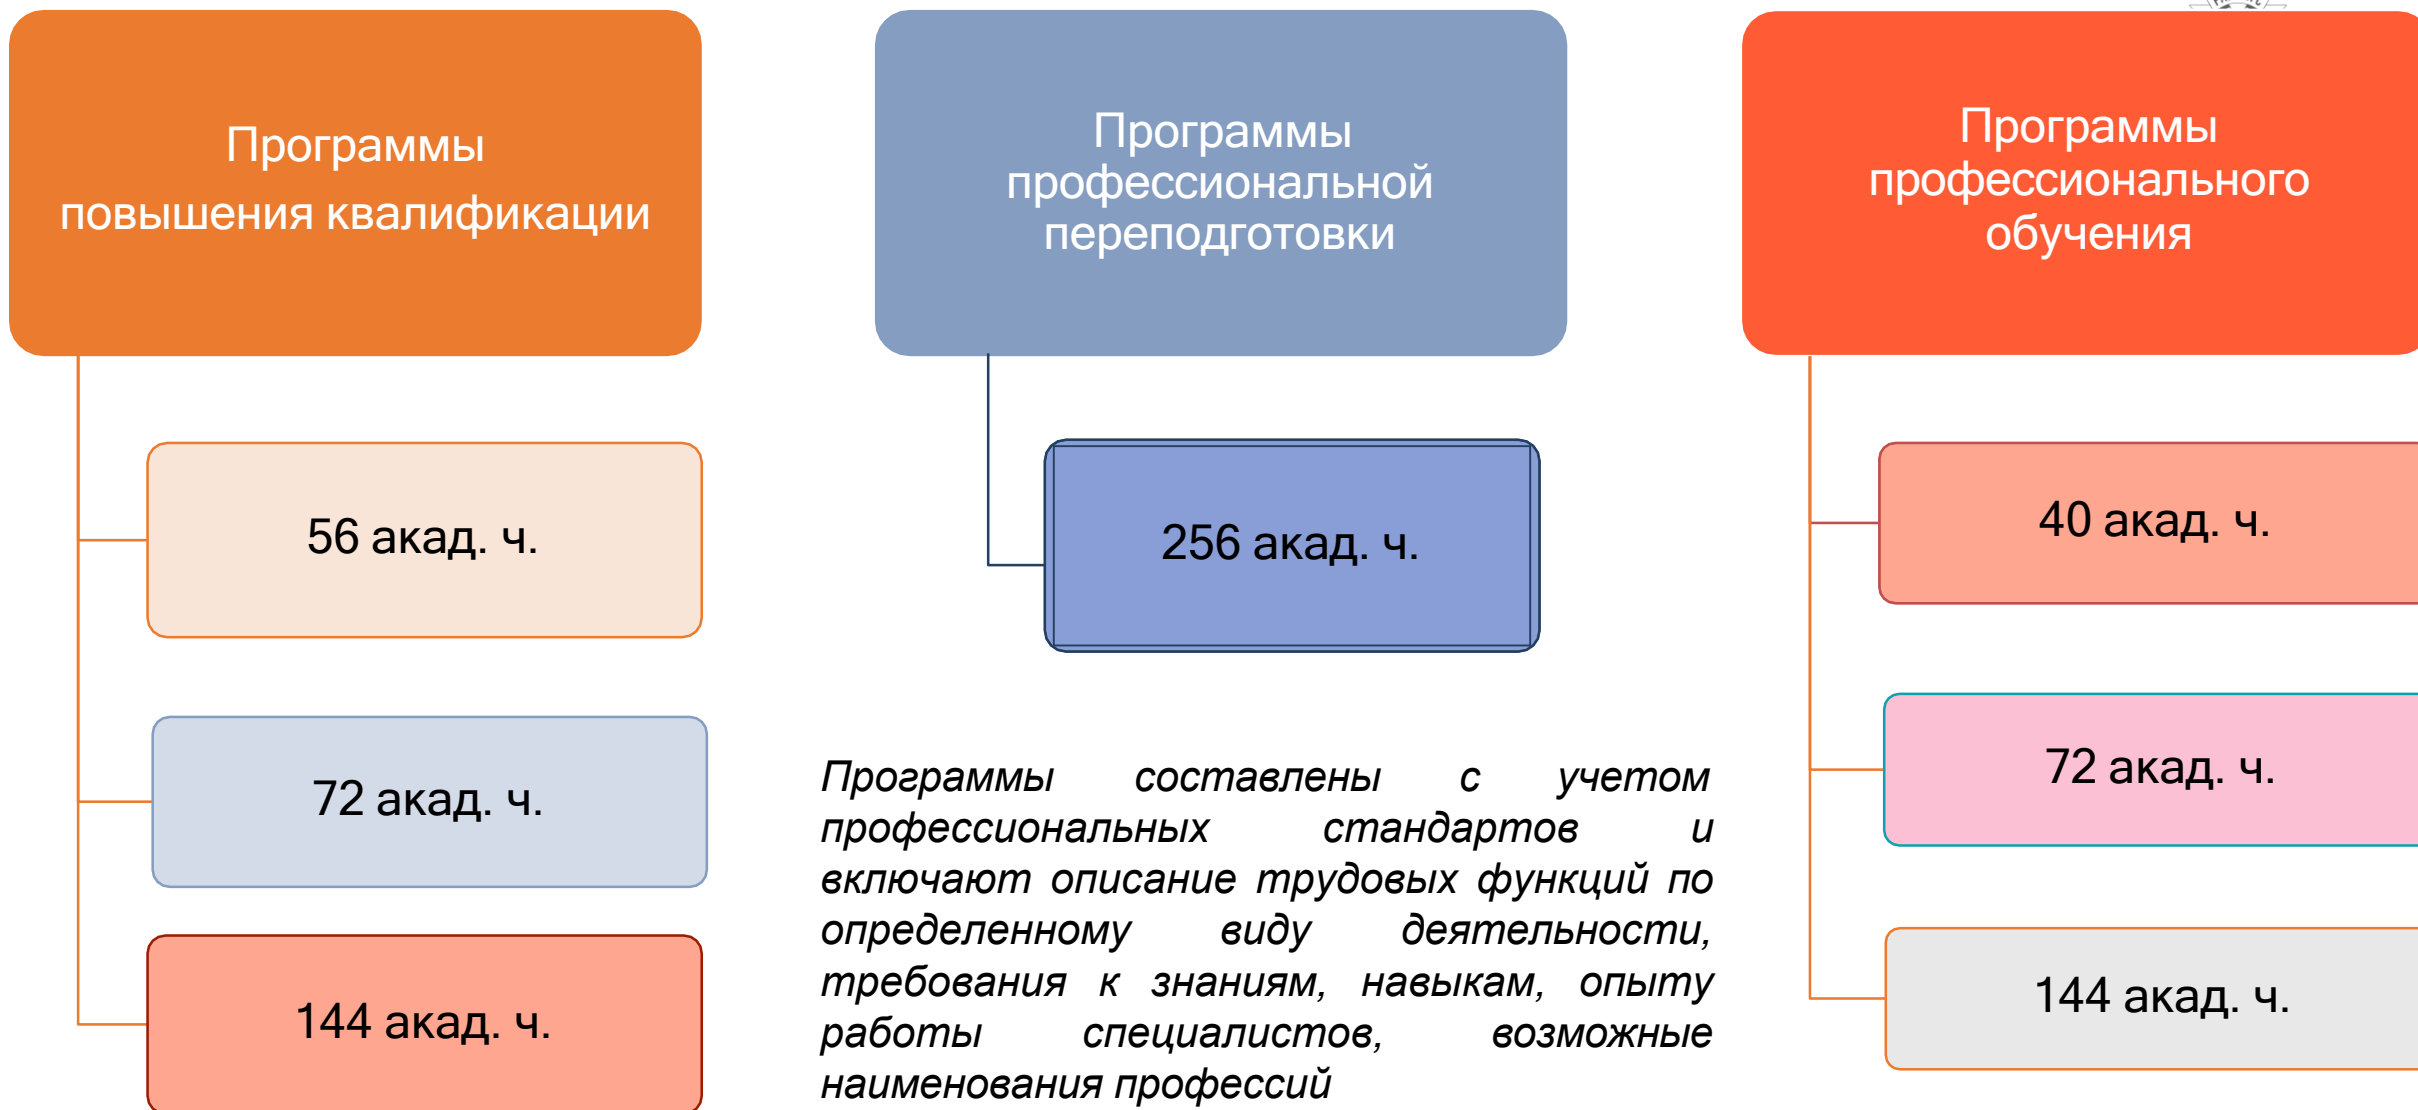 Программы
повышения квалификации
56 акад. ч.
72 акад. ч.
144 акад. ч.
Программы
профессиональной
переподготовки
256 акад. ч.
Программы составлены с учетом
профессиональных стандартов и
включают описание трудовых функций по
определенному виду деятельности,
требования к знаниям, навыкам, опыту
работы специалистов, возможные
наименования профессий
Программы
профессионального
обучения
40 акад. ч.
72 акад. ч.
144 акад. ч.